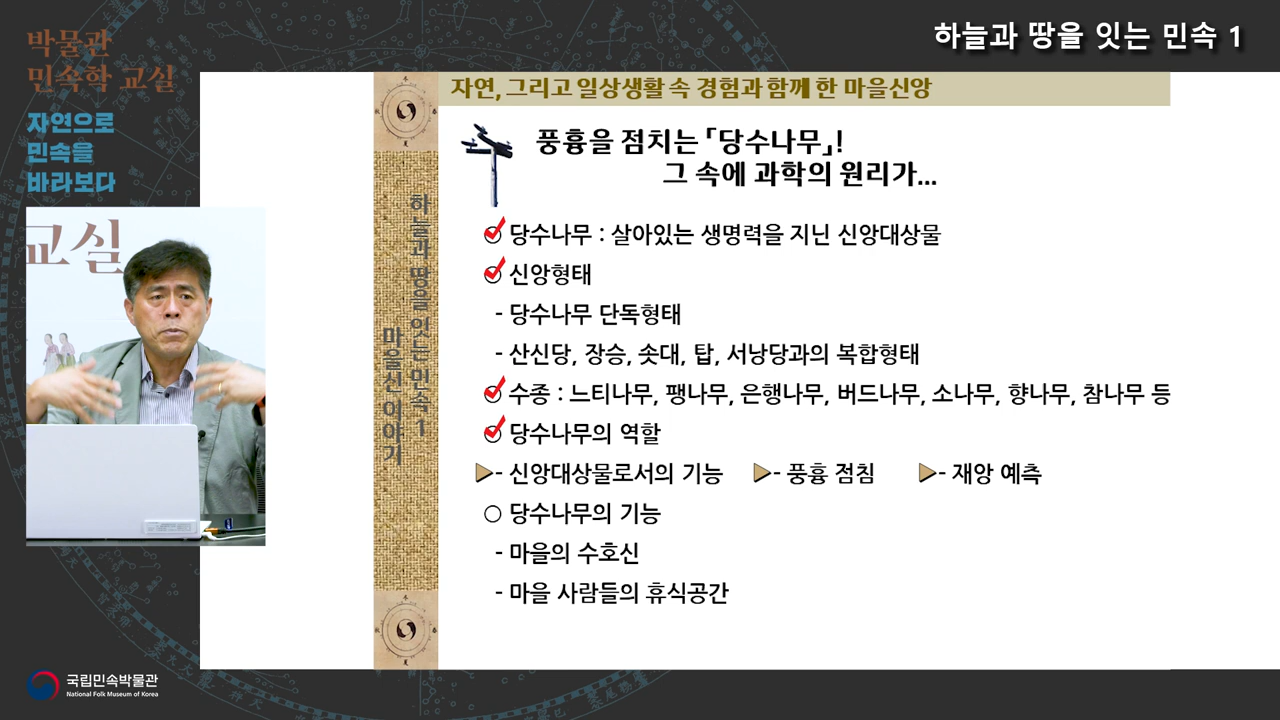 박물관
민속학 교실
자연으로
민속을
바라보다
하늘과 땅을 잇는 민속 1
교실
하늘과 땅을 잇는 민속 1
마을신 이야기
자연, 그리고 일상생활 속 경험과 함께 한 마을신앙
풍흉을 점치는 「당수나무」!
그 속에 과학의 원리가...
당수나무 : 살아있는 생명력을 지닌 신앙대상물
신앙형태
- 당수나무 단독형태
- 산신당, 장승, 솟대, 탑, 서낭당과의 복합형태
수종 : 느티나무, 팽나무, 은행나무, 버드나무, 소나무, 향나무, 참나무 등
당수나무의 역할
- 신앙대상물로서의 기능 - 풍흉 점침 - 재앙 예측
○ 당수나무의 기능
- 마을의 수호신
- 마을 사람들의 휴식공간
국립민속박물관
National Folk Museum of Korea